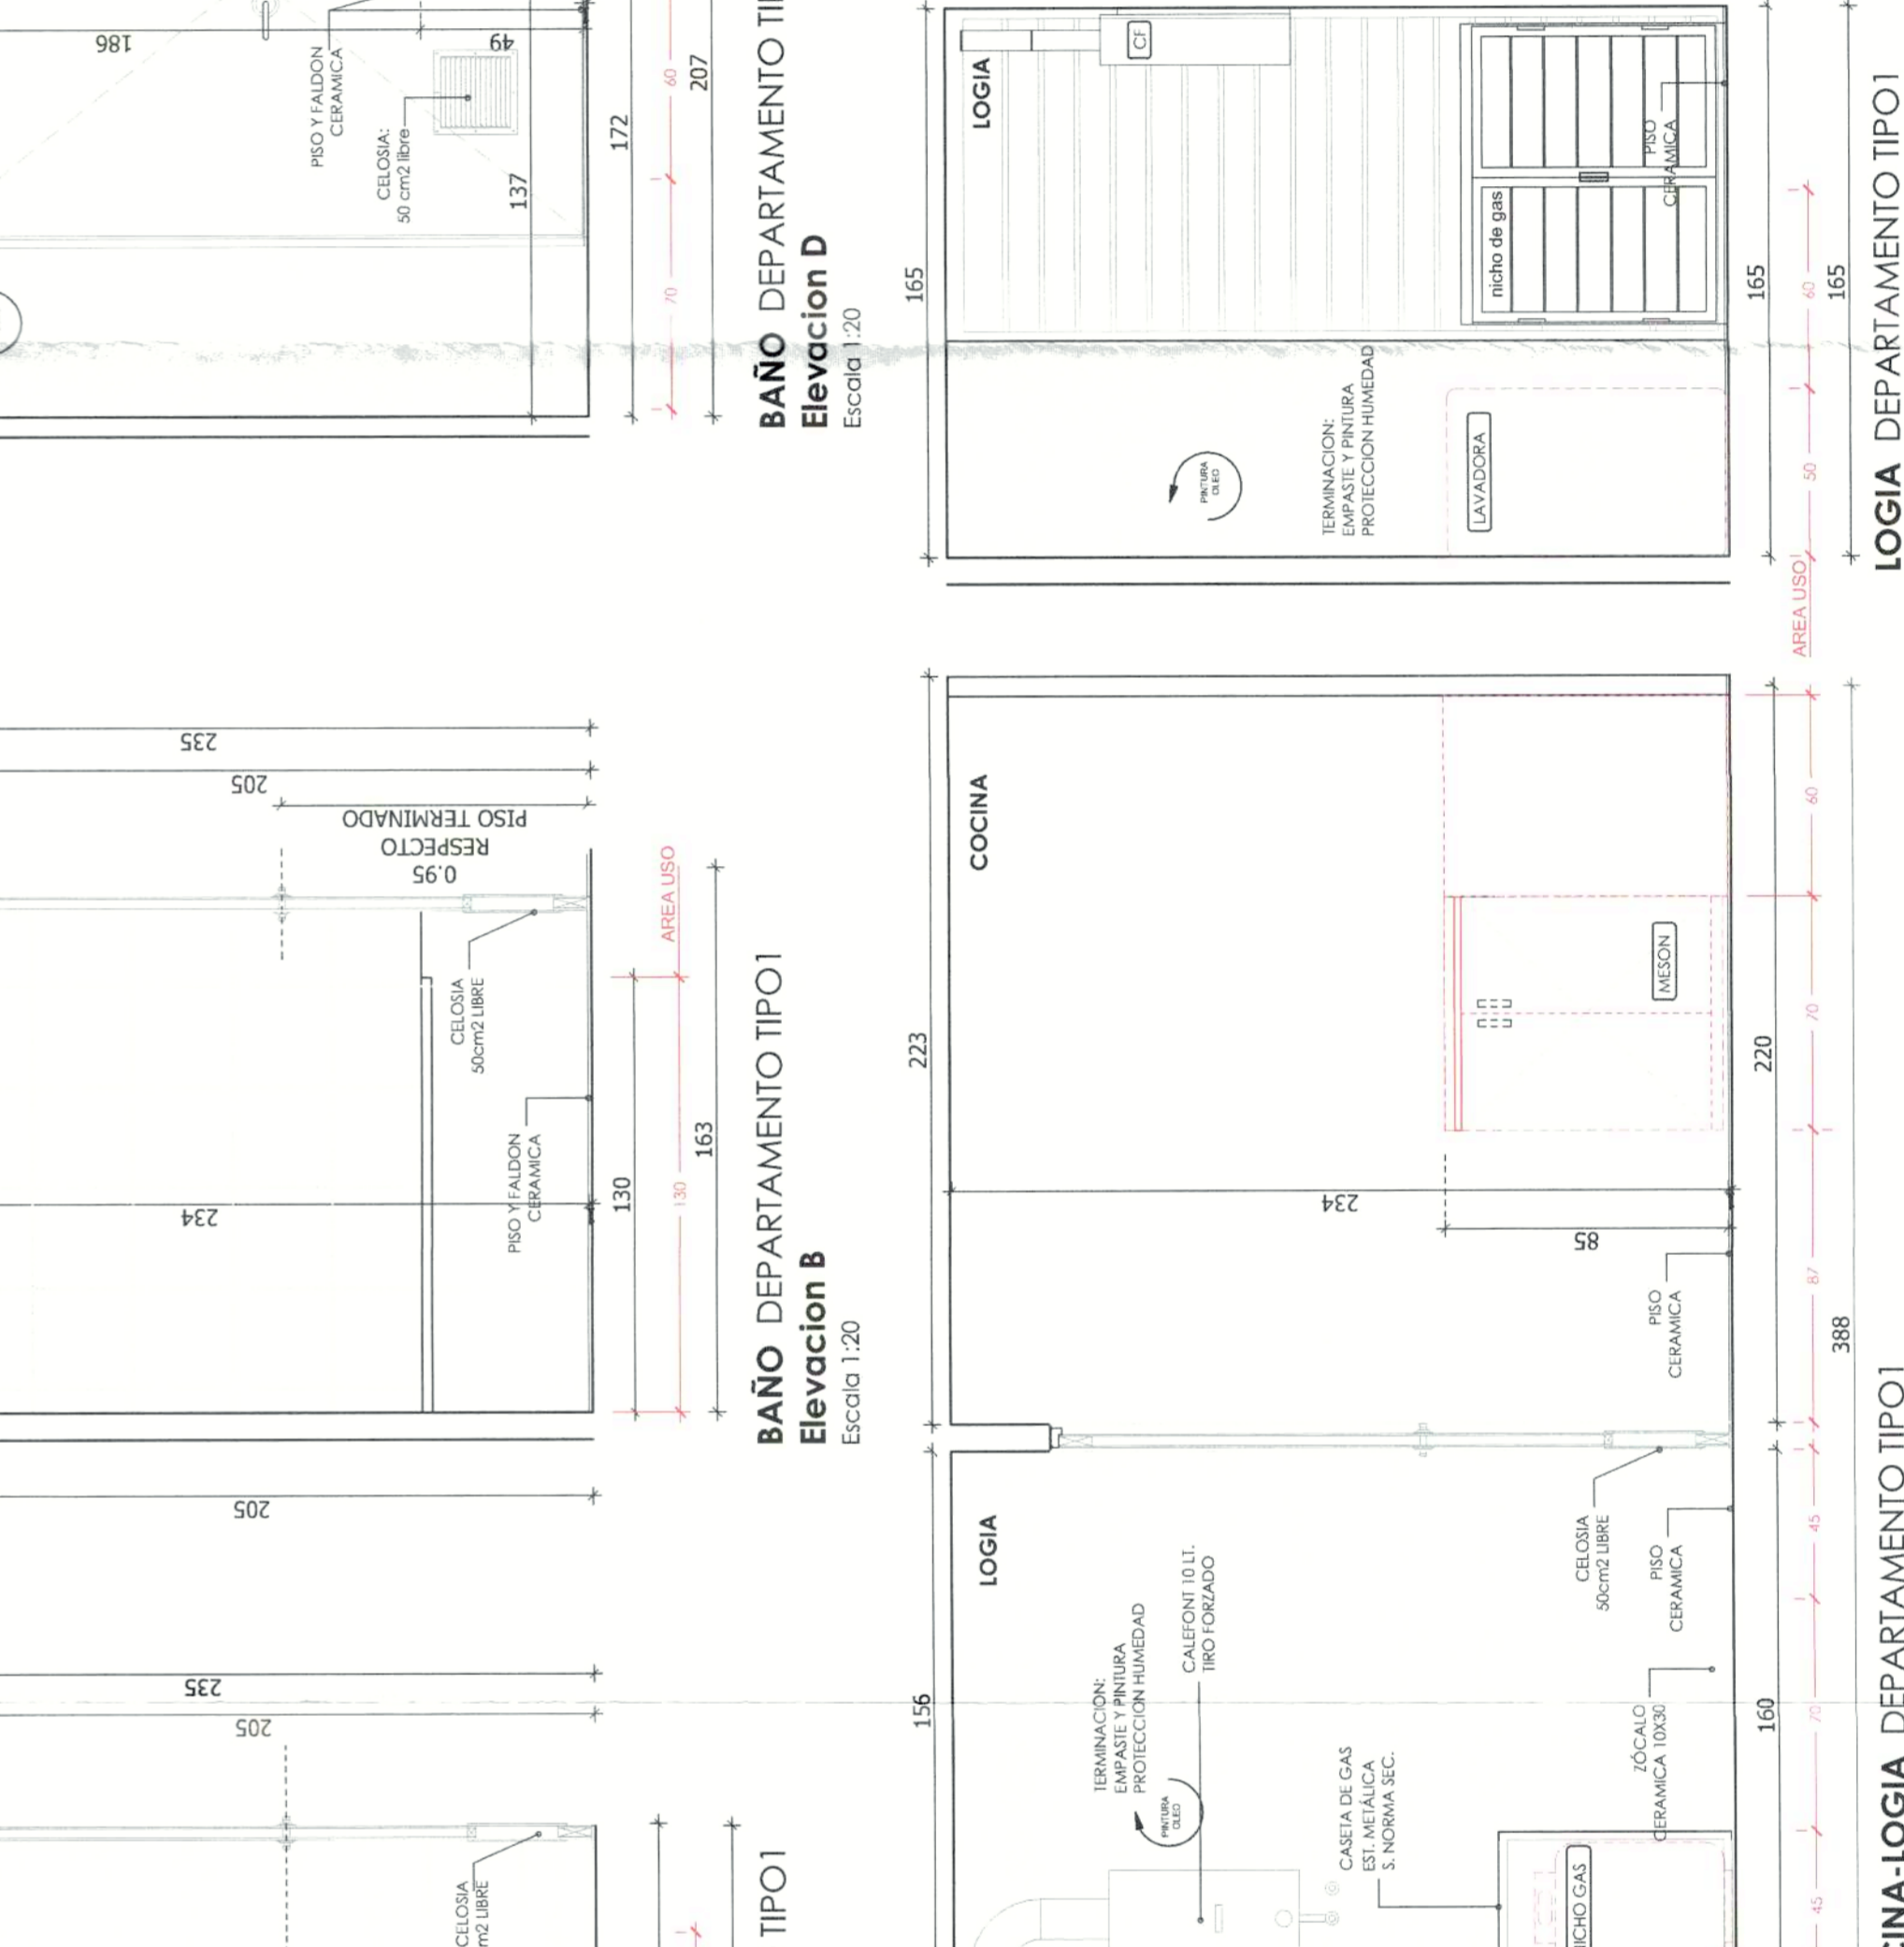 186
PISO Y FALDON
CERAMICA
CELOSIA:
50 cm2 libre
49
137
172
60
70
207
BAÑO DEPARTAMENTO TI
Elevacion D
Escala 1:20
235
205
0.95
RESPECTO
PISO TERMINADO
234
CELOSIA
50cm2 LIBRE
PISO Y FALDON
CERAMICA
130
130
AREA USO
163
BAÑO DEPARTAMENTO TIPO1
Elevacion B
Escala 1:20
205
235
205
CELOSIA
m2 LIBRE
TIPO1
165
LOGIA
CF
nicho de gas
PISO
CERAMICA
PINTURA
OLEO
TERMINACION:
EMPASTE Y PINTURA
PROTECCION HUMEDAD
LAVADORA
165
AREA USO
50
60
165
LOGIA DEPARTAMENTO TIPO1
223
COCINA
234
85
MESON
PISO
CERAMICA
220
87
70
60
388
156
LOGIA
TERMINACION:
EMPASTE Y PINTURA
PROTECCION HUMEDAD
PINTURA
OLEO
CALEFONT 10 LT.
TIRO FORZADO
CASETA DE GAS
EST. METÁLICA
S. NORMA SEC.
CELOSIA
50cm2 LIBRE
PISO
CERAMICA
ZÓCALO
CERAMICA 10X30
ICHO GAS
160
45
70
45
CINA-LOGIA DEPARTAMENTO TIPO1